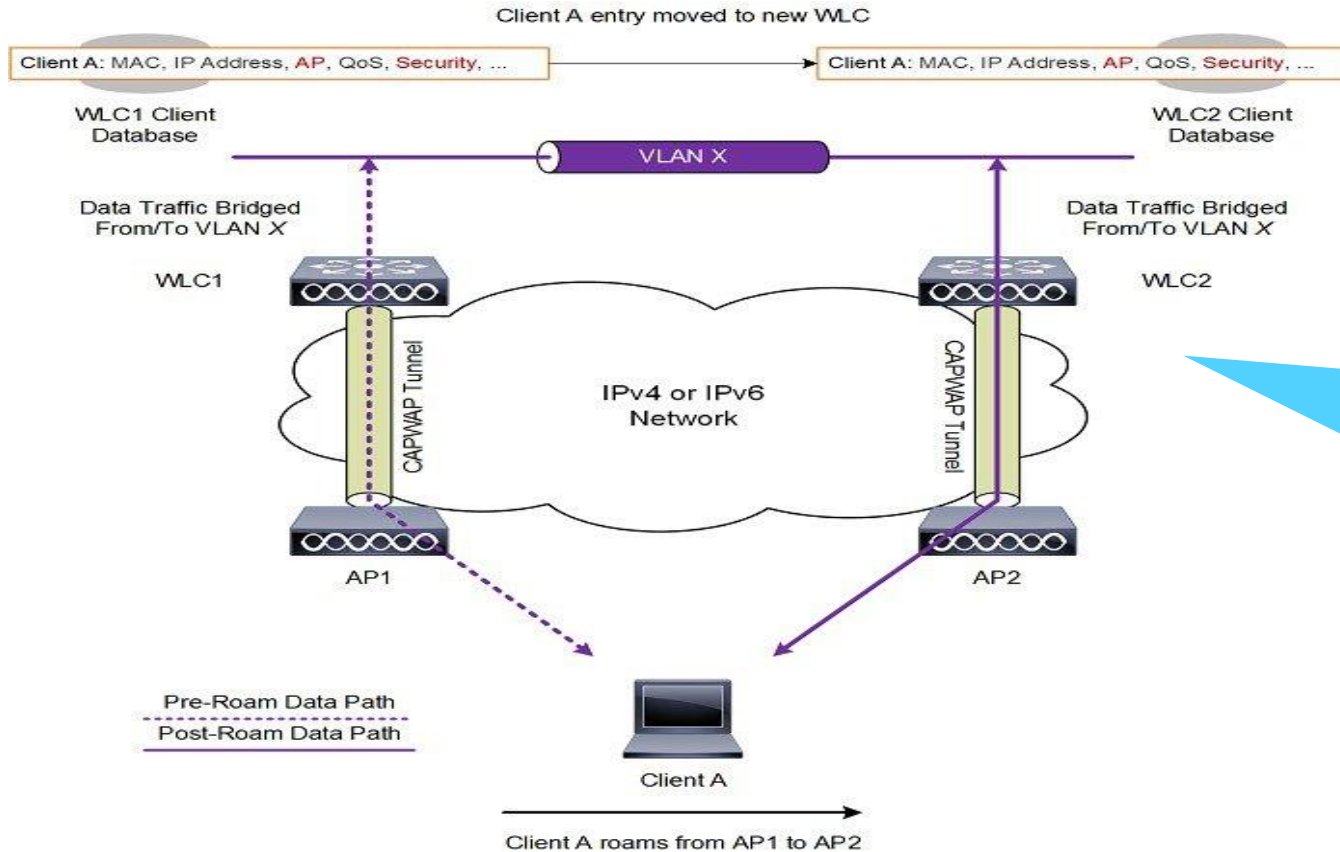 Client A entry moved to new WLC
Client A: MAC, IP Address, AP, QoS, Security, ...
Client A: MAC, IP Address, AP, QoS, Security, ...
WLC1 Client
Database
WLC2 Client
Database
VLAN X
Data Traffic Bridged
From/To VLAN X
Data Traffic Bridged
From/To VLAN X
WLC1
WLC2
CAPWAP Tunnel
IPv4 or IPv6
Network
CAPWAP Tunnel
AP1
AP2
Pre-Roam Data Path
Post-Roam Data Path
Client A
Client A roams from AP1 to AP2